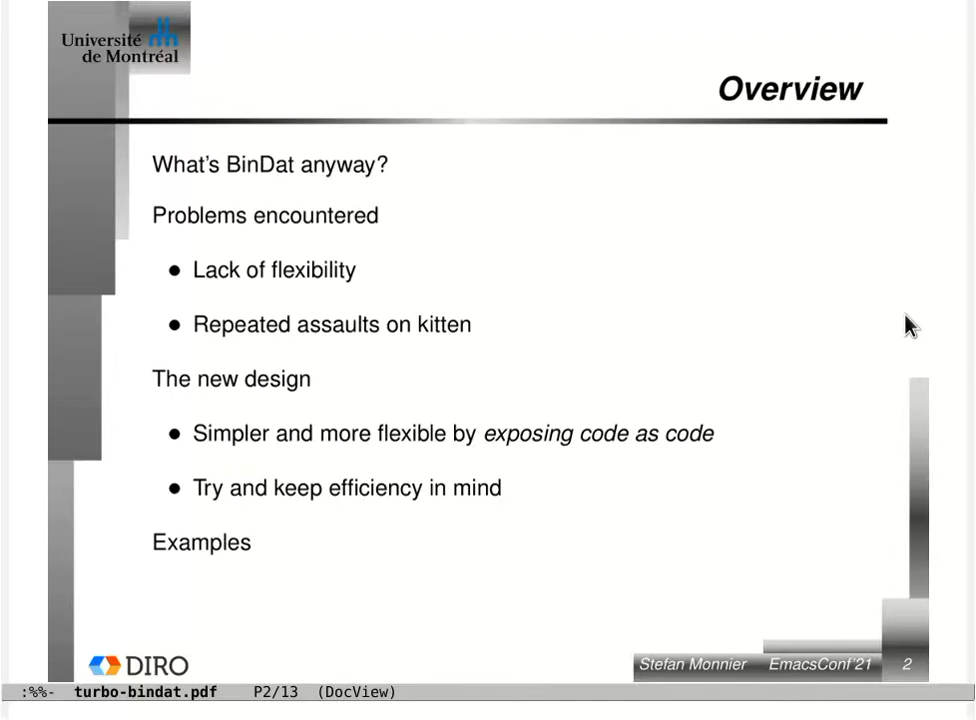 Université
de Montréal
Overview
What's BinDat anyway?
Problems encountered
● Lack of flexibility
● Repeated assaults on kitten
The new design
● Simpler and more flexible by exposing code as code
● Try and keep efficiency in mind
Examples
DIRO
Stefan Monnier EmacsConf'21 2
:%%- turbo-bindat.pdf P2/13 (DocView)